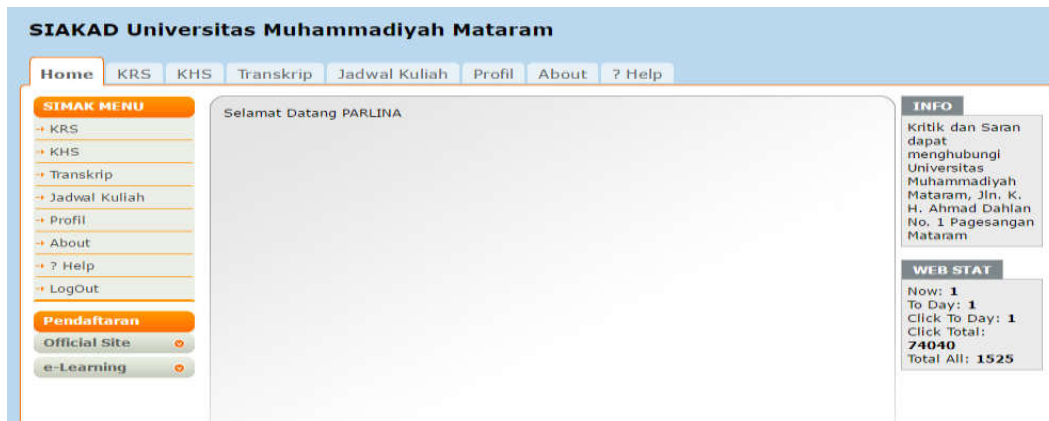 SIAKAD Universitas Muhammadiyah Mataram
Home KRS KHS Transkrip Jadwal Kuliah Profil About ? Help
SIMAK MENU
KRS
KHS
Transkrip
Jadwal Kuliah
Profil
About
? Help
LogOut
Pendaftaran
Official Site
e-Learning
Selamat Datang PARLINA
INFO
Kritik dan Saran
dapat
menghubungi
Universitas
Muhammadiyah
Mataram, Jln. K.
H. Ahmad Dahlan
No. 1 Pagesangan
Mataram
WEB STAT
Now: 1
To Day: 1
Click To Day: 1
Click Total:
74040
Total All: 1525